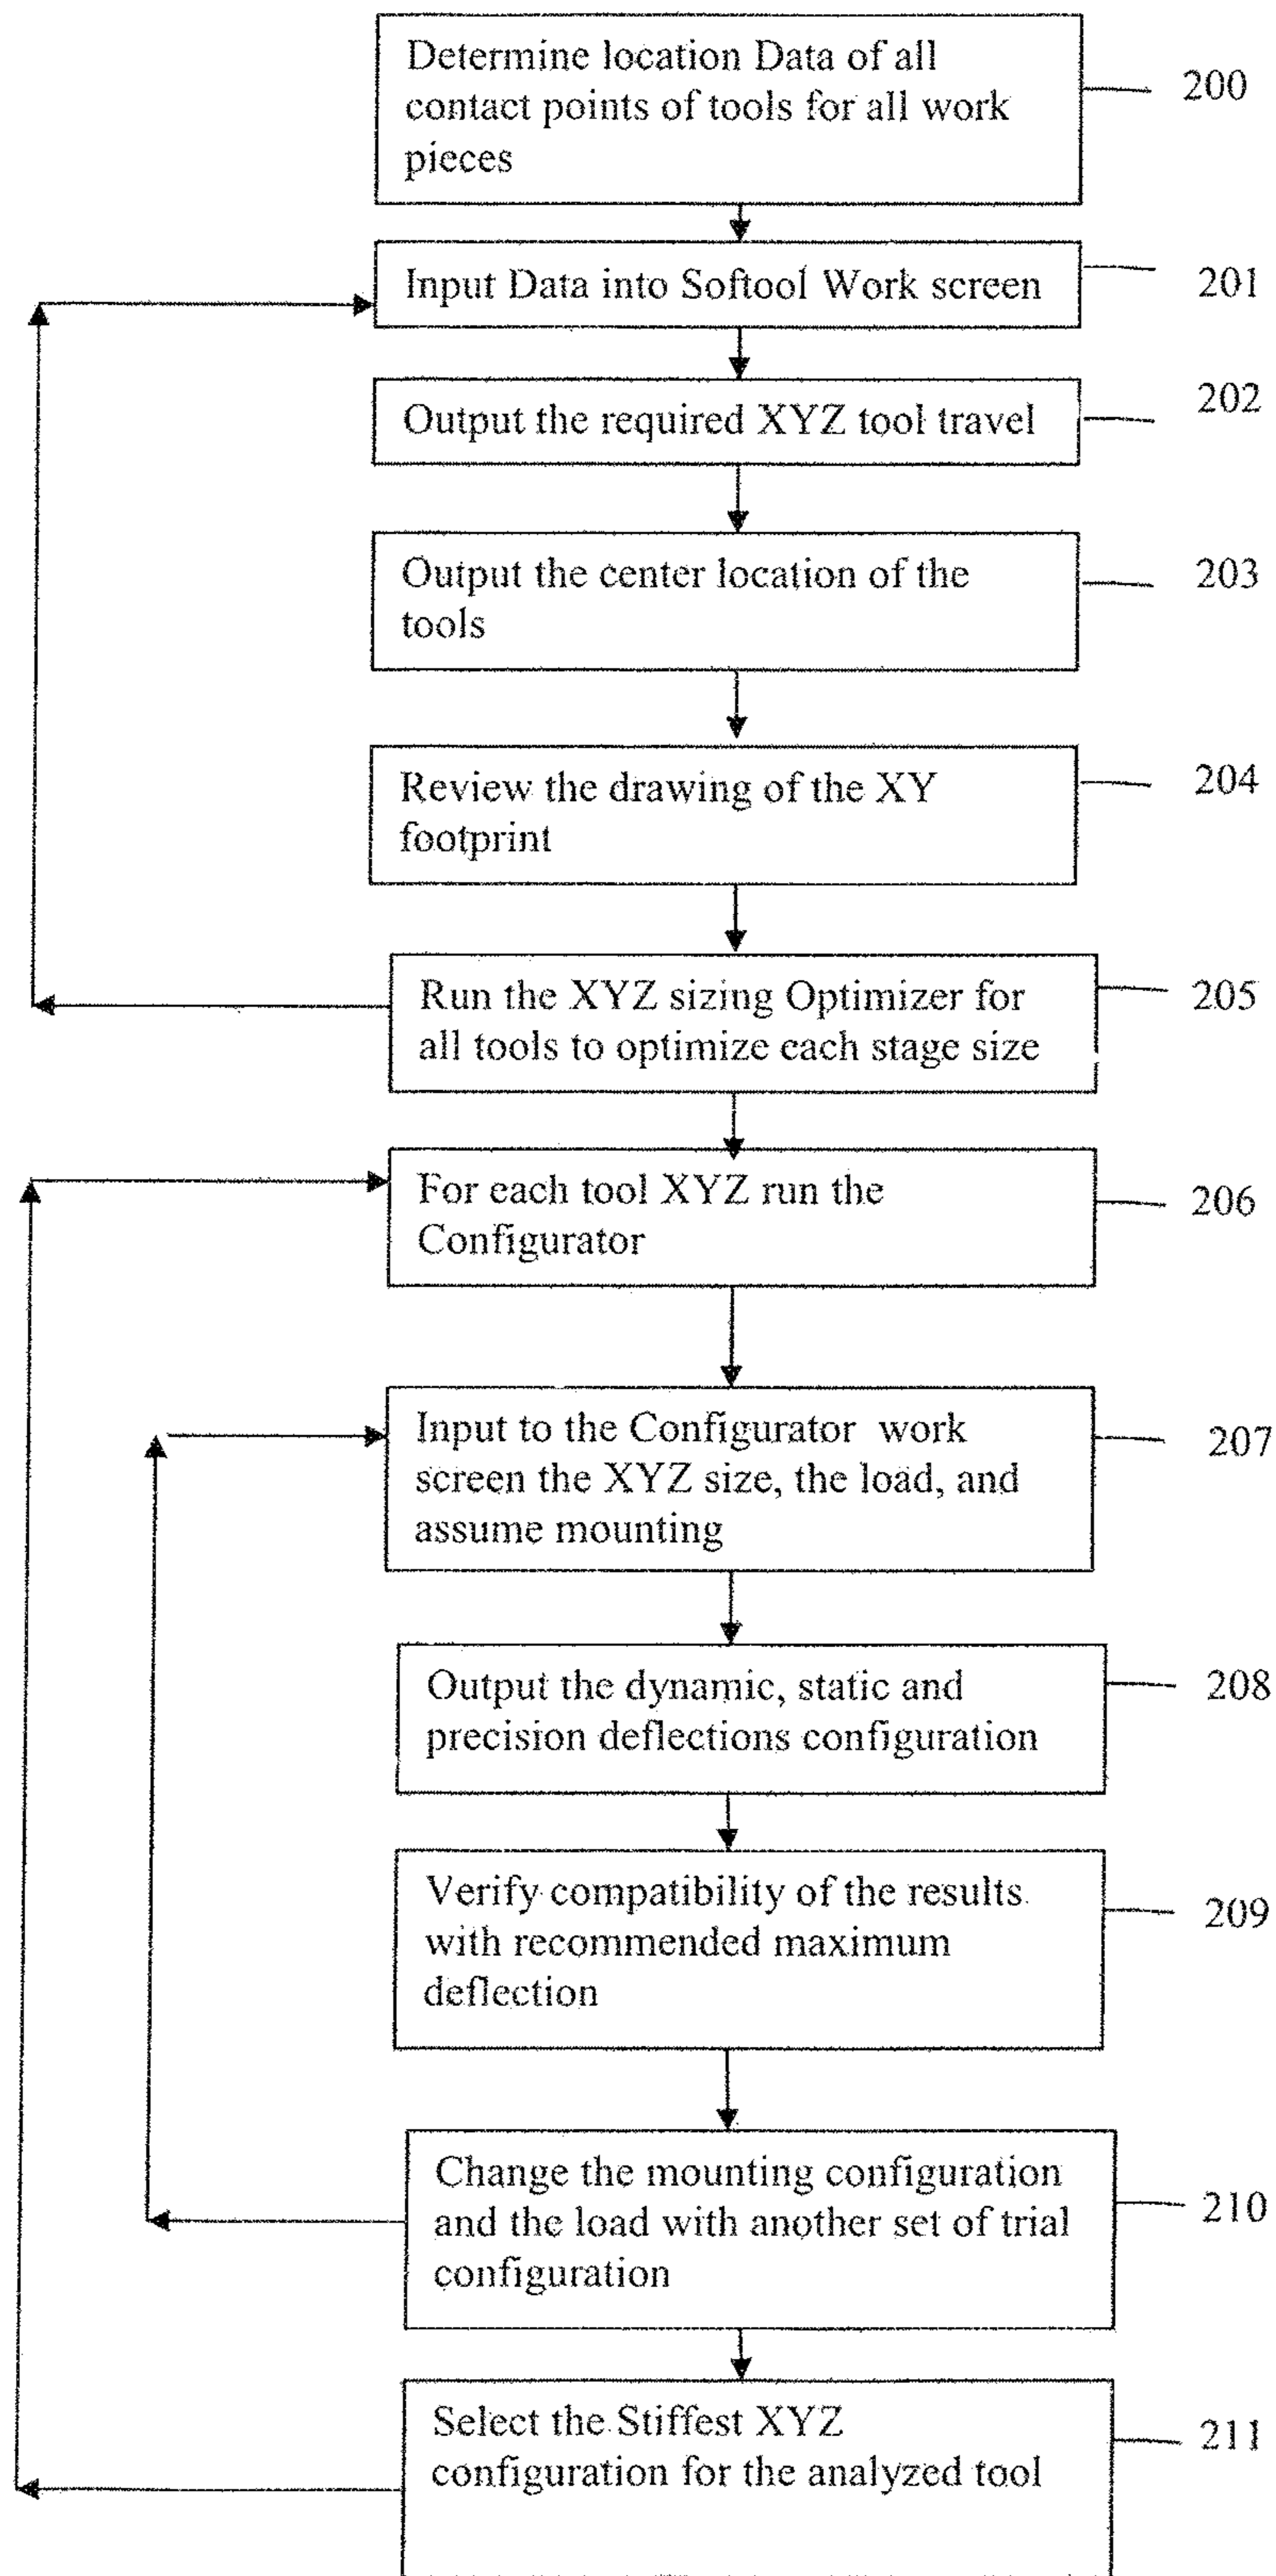 Determine location Data of all
contact points of tools for all work
pieces
200
Input Data into Softool Work screen
201
Output the required XYZ tool travel
202
Output the center location of the
tools
203
Review the drawing of the XY
footprint
204
Run the XYZ sizing Optimizer for
all tools to optimize each stage size
205
For each tool XYZ run the
Configurator
206
Input to the Configurator work
screen the XYZ size, the load, and
assume mounting
207
Output the dynamic, static and
precision deflections configuration
208
Verify compatibility of the results
with recommended maximum
deflection
209
Change the mounting configuration
and the load with another set of trial
configuration
210
Select the Stiffest XYZ
configuration for the analyzed tool
211